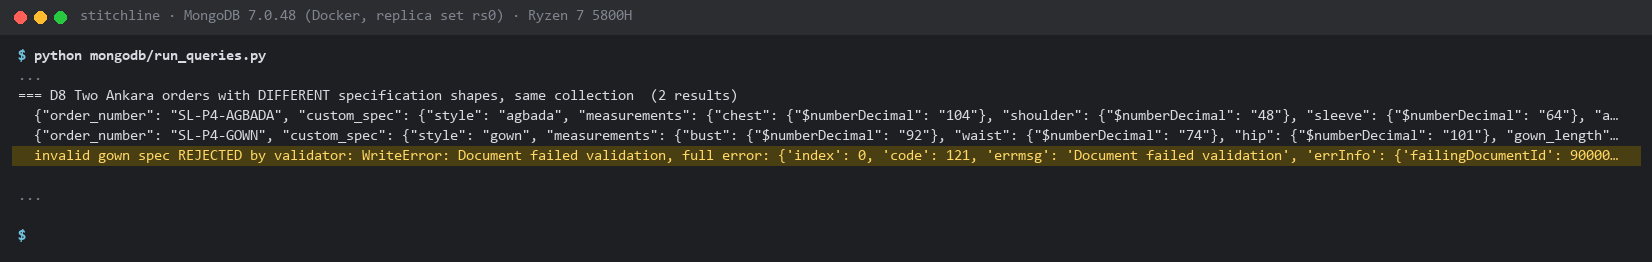 stitchline · MongoDB 7.0.48 (Docker, replica set rs0) · Ryzen 7 5800H
$ python mongodb/run_queries.py
...
=== D8 Two Ankara orders with DIFFERENT specification shapes, same collection  (2 results)
{"order_number": "SL-P4-AGBADA", "custom_spec": {"style": "agbada", "measurements": {"chest": {"$numberDecimal": "104"}, "shoulder": {"$numberDecimal": "48"}, "sleeve": {"$numberDecimal": "64"}, "a…
{"order_number": "SL-P4-GOWN", "custom_spec": {"style": "gown", "measurements": {"bust": {"$numberDecimal": "92"}, "waist": {"$numberDecimal": "74"}, "hip": {"$numberDecimal": "101"}, "gown_length"…
invalid gown spec REJECTED by validator: WriteError: Document failed validation, full error: {'index': 0, 'code': 121, 'errmsg': 'Document failed validation', 'errInfo': {'failingDocumentId': 90000…
...
$